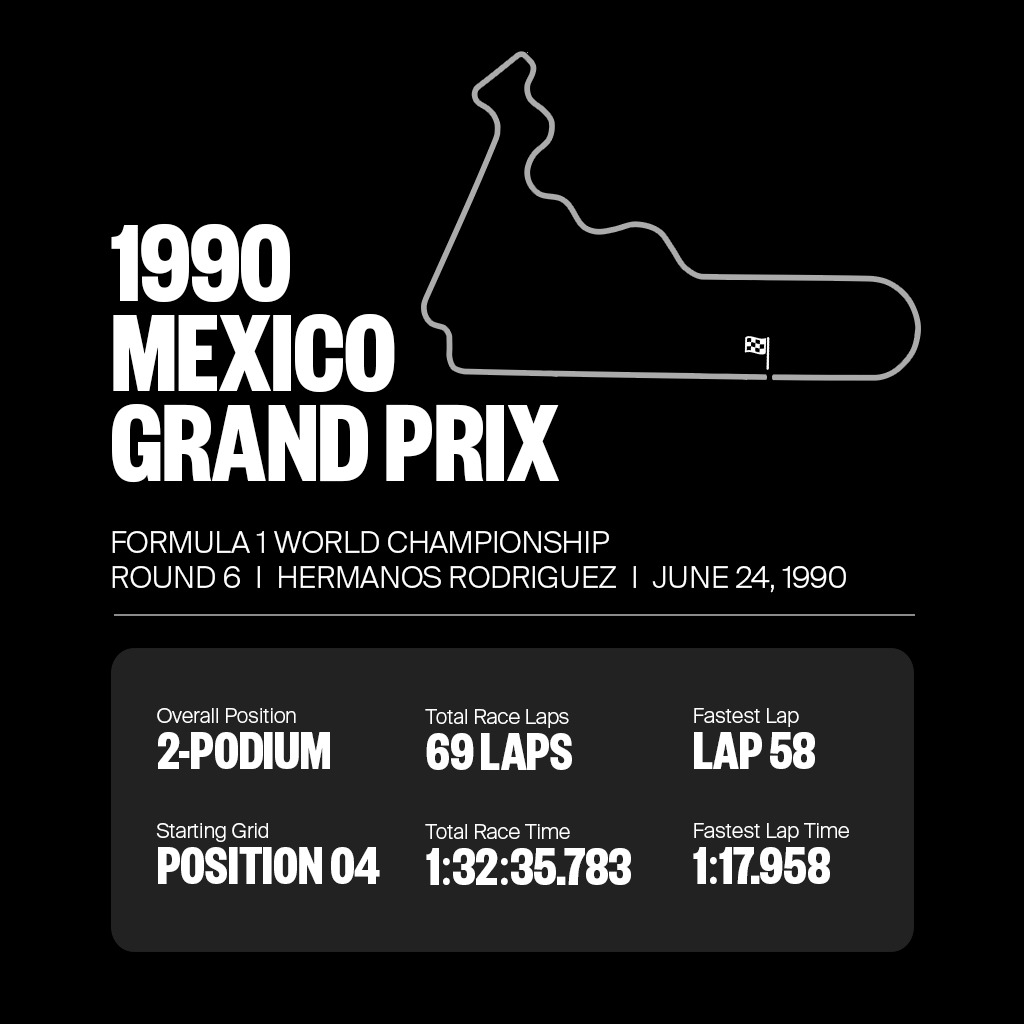 1990
MEXICO
GRAND PRIX
FORMULA 1 WORLD CHAMPIONSHIP
ROUND 6 | HERMANOS RODRIGUEZ | JUNE 24, 1990
Overall Position
2-PODIUM
Total Race Laps
69 LAPS
Fastest Lap
LAP 58
Starting Grid
POSITION 04
Total Race Time
1:32:35.783
Fastest Lap Time
1:17.958